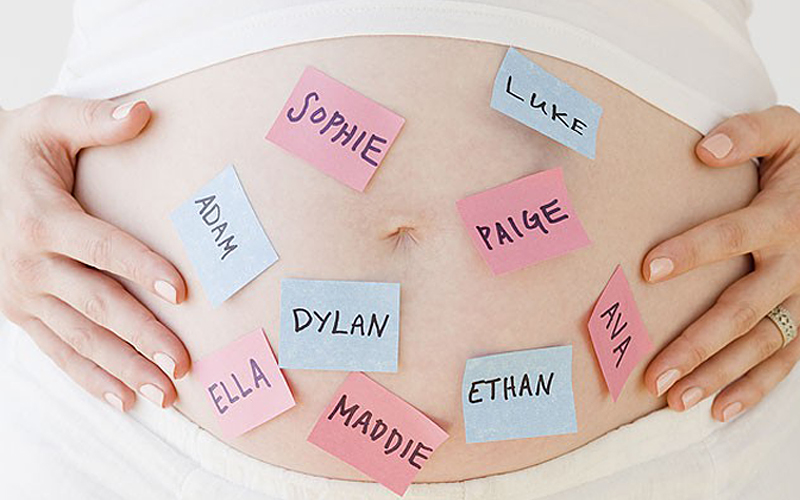 SOPHIE
LUKE
ADAM
PAIGE
DYLAN
AVA
ELLA
ETHAN
MADDIE